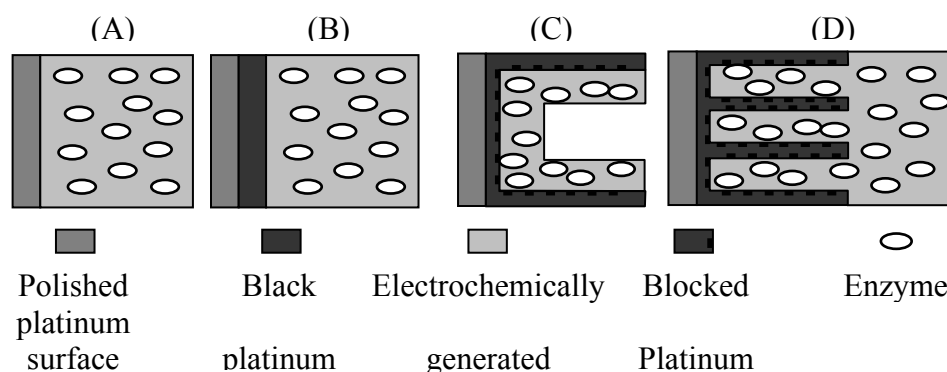 (A) (B) (C) (D)
Polished Black Electrochemically Blocked Enzyme
platinum
surface platinum generated Platinum